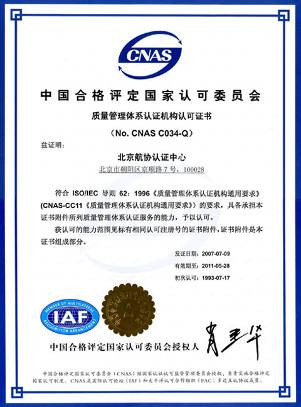 CNAS
中国合格评定国家认可委员会
质量管理体系认证机构认可证书
(No. CNAS C034-Q)
兹证明:
北京航协认证中心
北京市朝阳区京顺路7号, 100028
符合 ISO/IEC 导则 62: 1996《质量管理体系认证机构通用要求》
(CNAS-CC11《质量管理体系认证机构通用要求》) 的要求, 具备承担本
证书附件所列质量管理体系认证服务的能力, 予以认可。
获认可的能力范围见标有相同认可注册号的证书附件, 证书附件是本
证书组成部分。
发证日期: 2007-07-09
有效期至: 2011-05-28
初次认可: 1993-07-17
IAF
中国合格评定国家认可委员会授权人
中国合格评定国家认可委员会(CNAS)